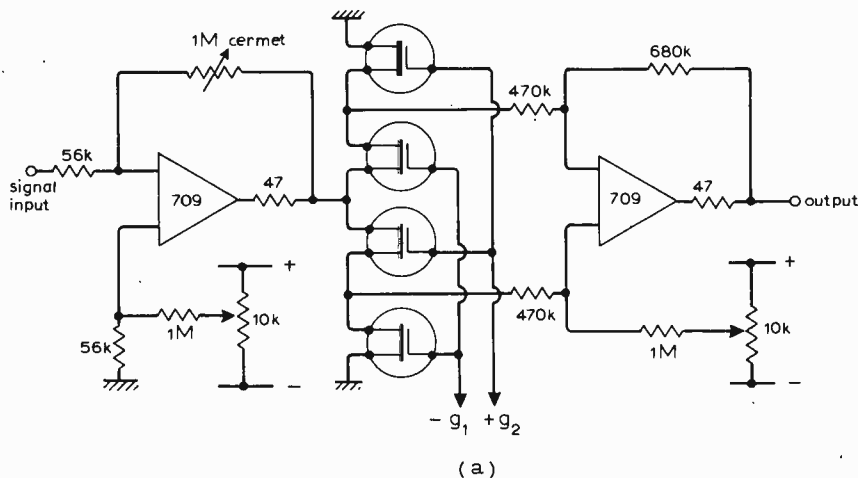 1M cermet
680k
470k
56k
signal
input
709
47
709
47
output
+
1M
10k
56k
−
470k
+
1M
10k
−
− g₁ + g₂
(a)